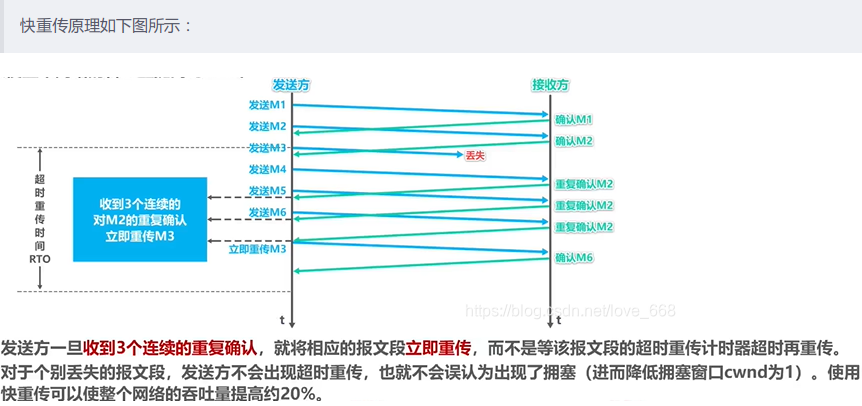 快重传原理如下图所示：
发送方
接收方
发送M1
确认M1
发送M2
确认M2
发送M3
丢失
发送M4
重复确认M2
发送M5
重复确认M2
发送M6
重复确认M2
立即重传M3
确认M6
超时重传时间RTO
收到3个连续的
对M2的重复确认
立即重传M3
https://blog.csdn.net/love_668
t
t
发送方一旦收到3个连续的重复确认，就将相应的报文段立即重传，而不是等该报文段的超时重传计时器超时再重传。
对于个别丢失的报文段，发送方不会出现超时重传，也就不会误认为出现了拥塞（进而降低拥塞窗口cwnd为1）。使用
快重传可以使整个网络的吞吐量提高约20%。